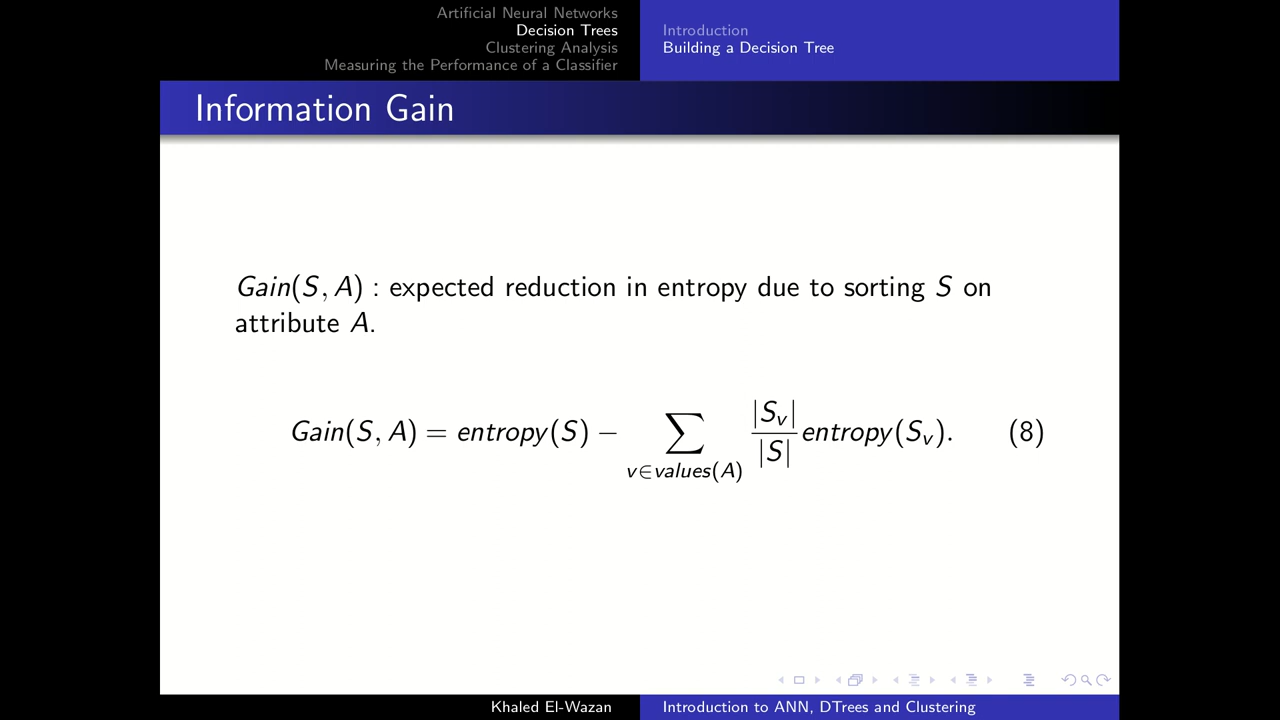 Artificial Neural Networks
Decision Trees
Clustering Analysis
Measuring the Performance of a Classifier
Introduction
Building a Decision Tree
Information Gain
Gain(S, A) : expected reduction in entropy due to sorting S on
attribute A.
Gain(S, A) = entropy(S) − ∑_{v∈values(A)} |S_v|/|S| entropy(S_v). (8)
Khaled El-Wazan
Introduction to ANN, DTrees and Clustering